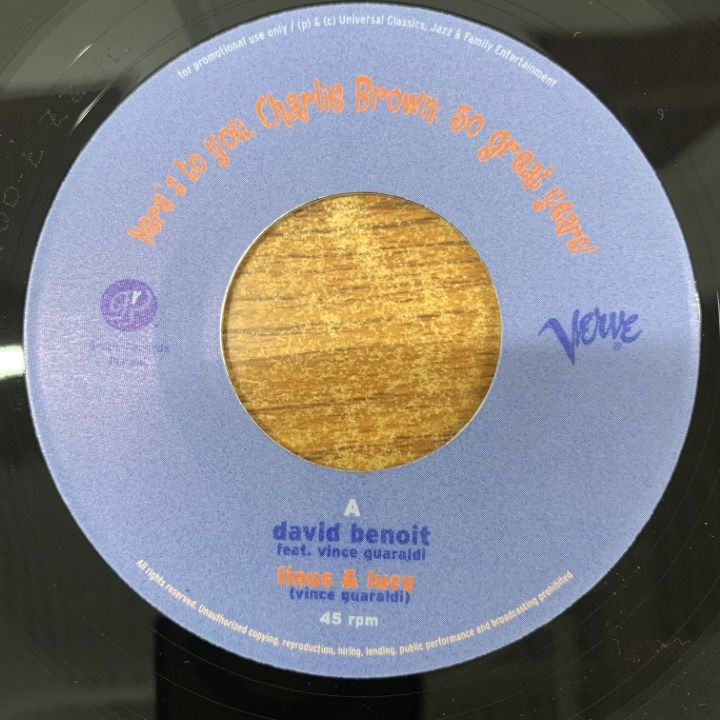 for promotional use only / (p) & (c) Universal Classics, Jazz & Family Entertainment
Here's to you, Charlie Brown: 50 great years!
gr
Verve
A
david benoit
feat. vince guaraldi
linus & lucy
(vince guaraldi)
45 rpm
All rights reserved. Unauthorized copying, reproduction, hiring, lending, public performance and broadcasting prohibited